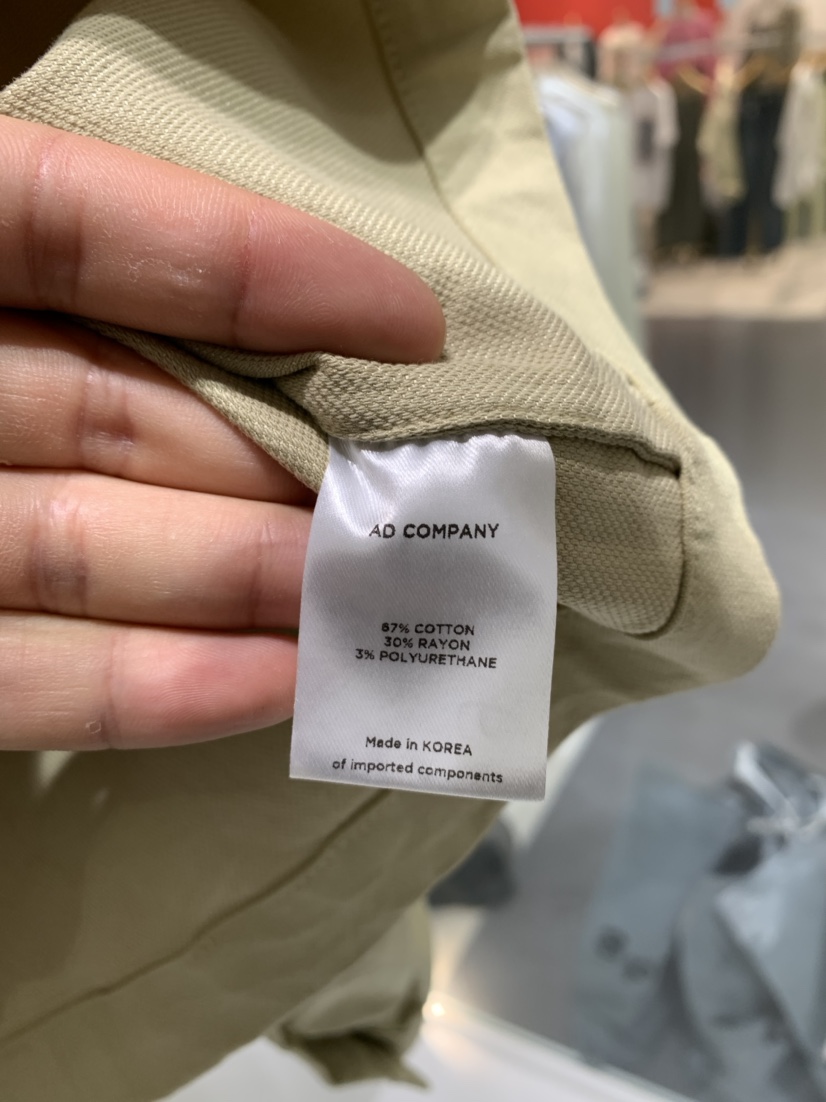 AD COMPANY
67% COTTON
30% RAYON
3% POLYURETHANE
Made in KOREA
of imported components